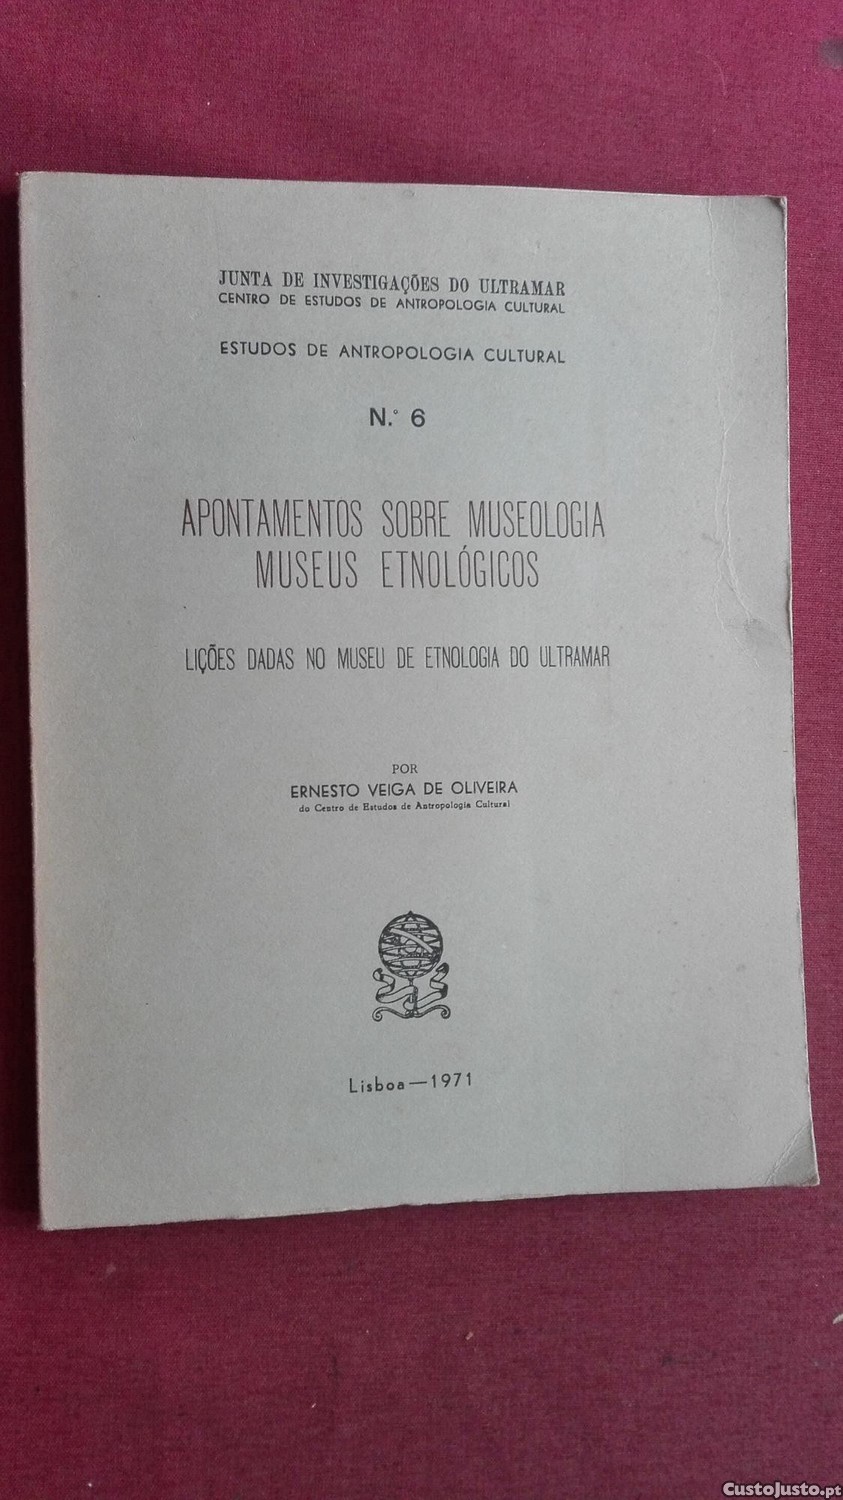 JUNTA DE INVESTIGAÇÕES DO ULTRAMAR
CENTRO DE ESTUDOS DE ANTROPOLOGIA CULTURAL
ESTUDOS DE ANTROPOLOGIA CULTURAL
N.º 6
APONTAMENTOS SOBRE MUSEOLOGIA
MUSEUS ETNOLÓGICOS
LIÇÕES DADAS NO MUSEU DE ETNOLOGIA DO ULTRAMAR
POR
ERNESTO VEIGA DE OLIVEIRA
do Centro de Estudos de Antropologia Cultural
Lisboa — 1971
CustoJusto.pt